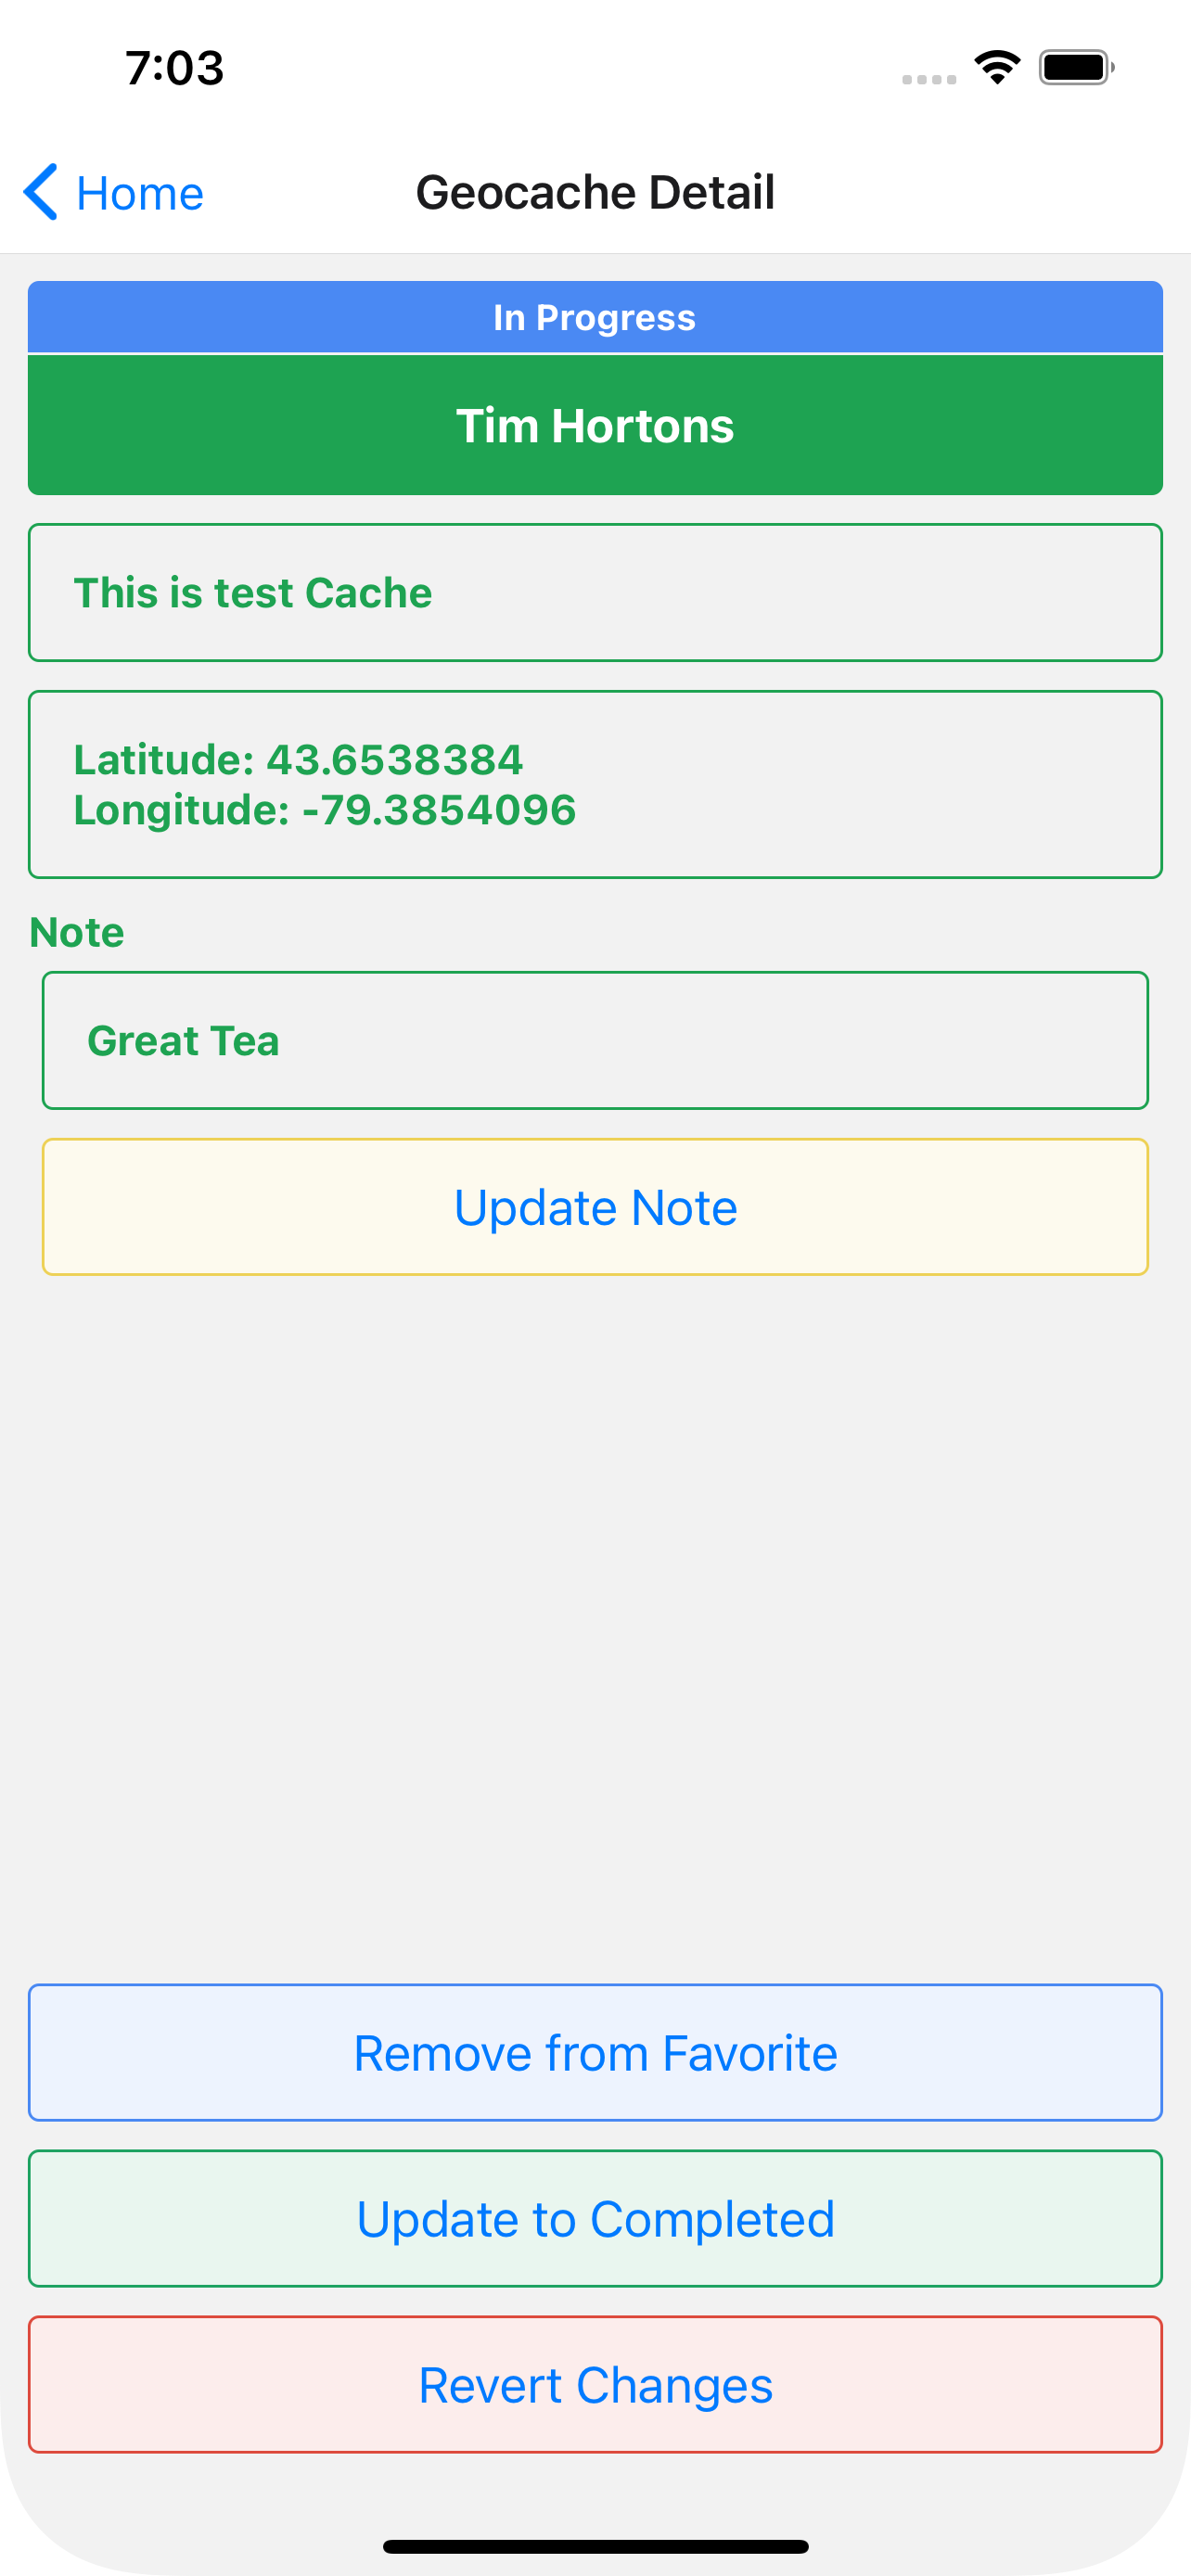 7:03
Home
Geocache Detail
In Progress
Tim Hortons
This is test Cache
Latitude: 43.6538384
Longitude: -79.3854096
Note
Great Tea
Update Note
Remove from Favorite
Update to Completed
Revert Changes